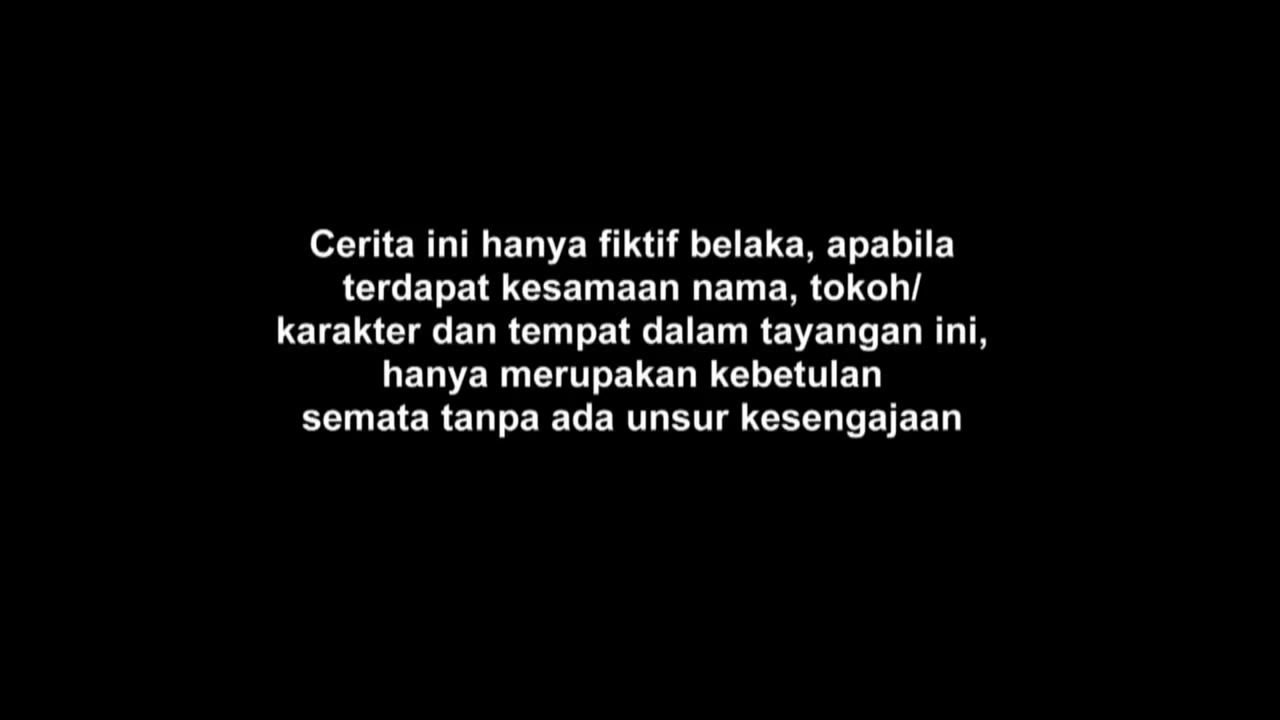 Cerita ini hanya fiktif belaka, apabila
terdapat kesamaan nama, tokoh/
karakter dan tempat dalam tayangan ini,
hanya merupakan kebetulan
semata tanpa ada unsur kesengajaan